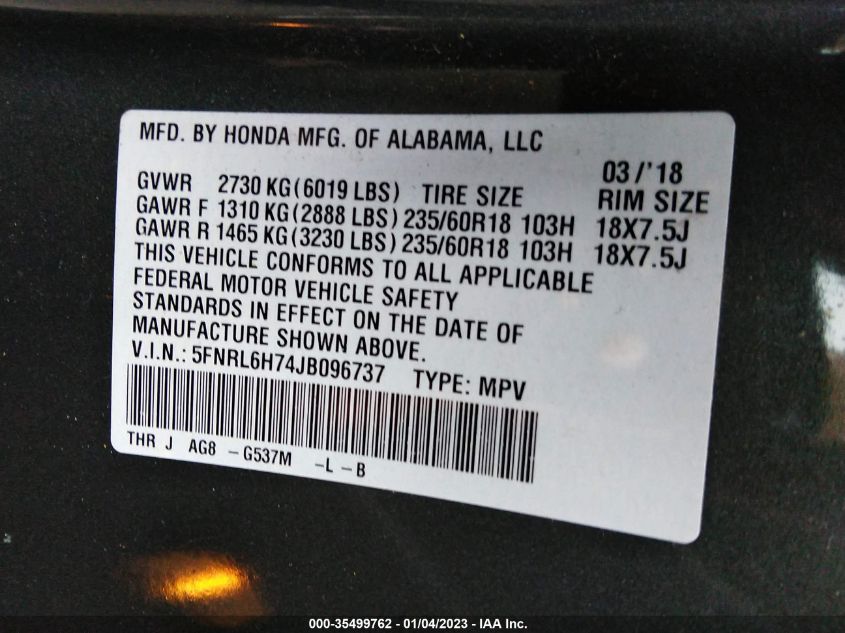 MFD. BY HONDA MFG. OF ALABAMA, LLC
03/'18
GVWR 2730 KG(6019 LBS) TIRE SIZE RIM SIZE
GAWR F 1310 KG(2888 LBS) 235/60R18 103H 18X7.5J
GAWR R 1465 KG(3230 LBS) 235/60R18 103H 18X7.5J
THIS VEHICLE CONFORMS TO ALL APPLICABLE
FEDERAL MOTOR VEHICLE SAFETY
STANDARDS IN EFFECT ON THE DATE OF
MANUFACTURE SHOWN ABOVE.
V.I.N.: 5FNRL6H74JB096737 TYPE: MPV
THR J AG8 -G537M -L-B
000-35499762 - 01/04/2023 - IAA Inc.